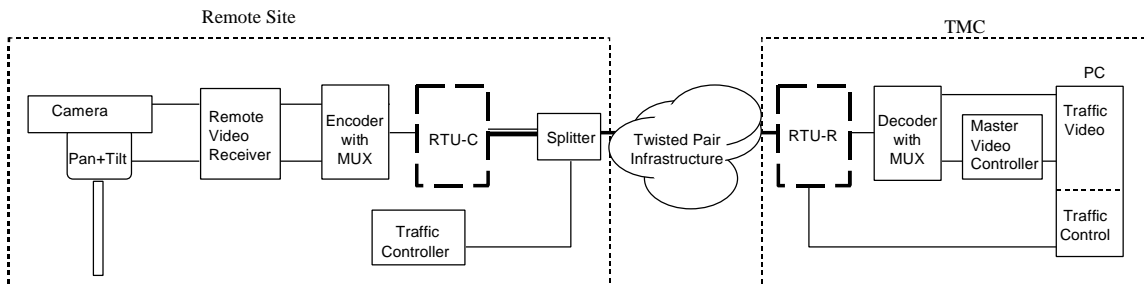 Remote Site
TMC
PC
Camera
Pan+Tilt
Remote
Video
Receiver
Encoder
with
MUX
RTU-C
Splitter
Twisted Pair
Infrastructure
RTU-R
Decoder
with
MUX
Master
Video
Controller
Traffic
Video
Traffic
Controller
Traffic
Control